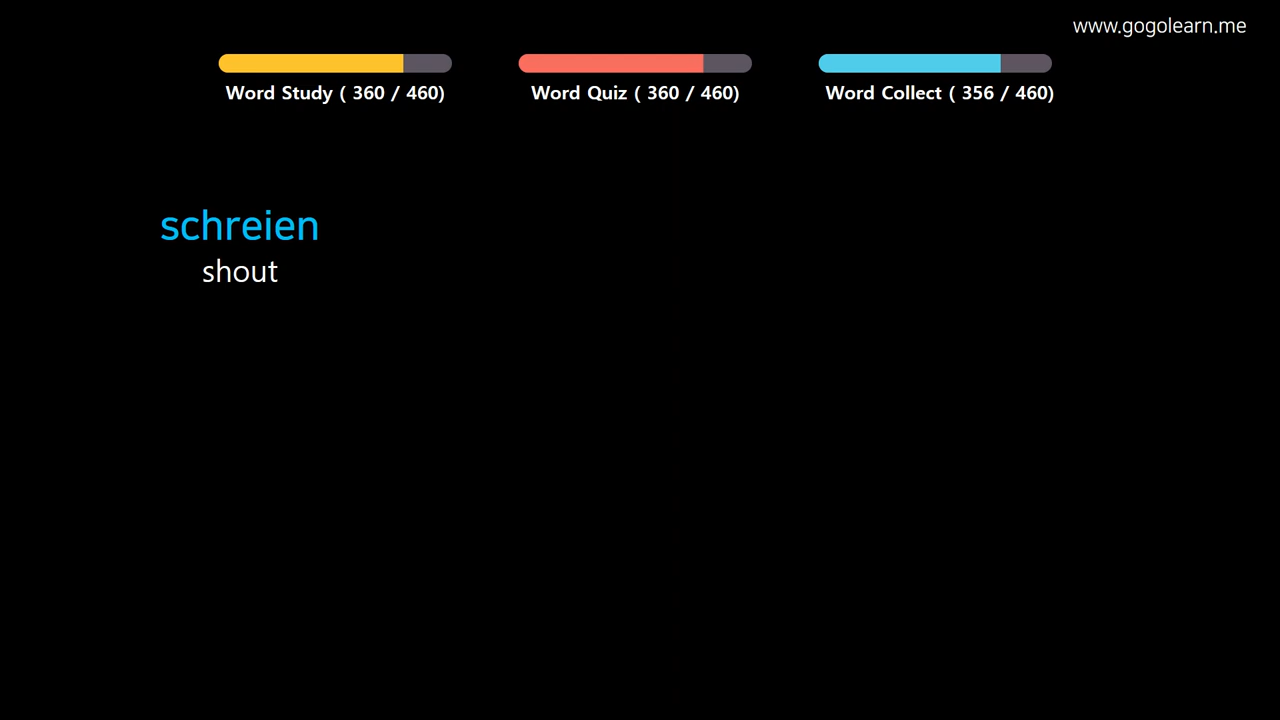 www.gogolearn.me
Word Study ( 360 / 460)
Word Quiz ( 360 / 460)
Word Collect ( 356 / 460)
schreien
shout